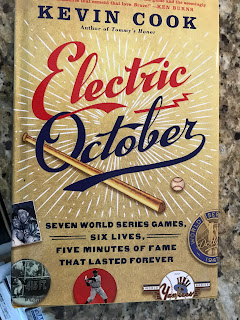 KEVIN COOK
Author of Tommy's Honor
Electric
October
SEVEN WORLD SERIES GAMES,
SIX LIVES,
FIVE MINUTES OF FAME
THAT LASTED FOREVER
Yankees